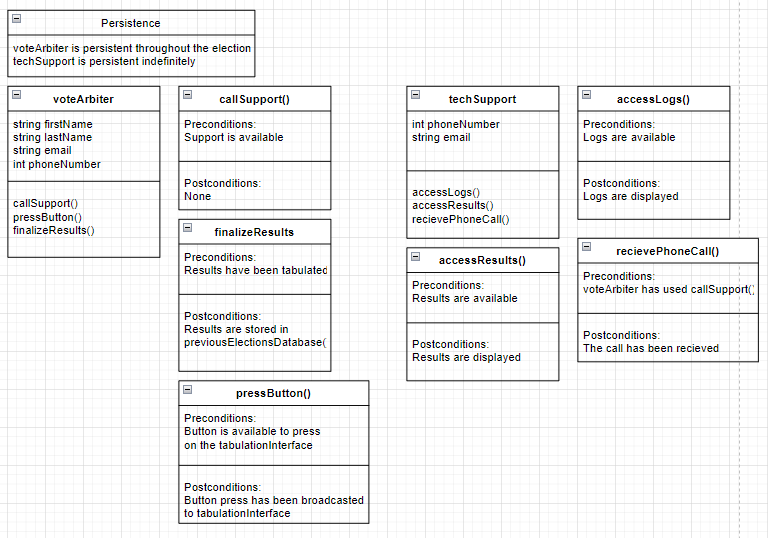 Persistence
voteArbiter is persistent throughout the election
techSupport is persistent indefinitely
voteArbiter
string firstName
string lastName
string email
int phoneNumber
callSupport()
pressButton()
finalizeResults()
callSupport()
Preconditions:
Support is available
Postconditions:
None
finalizeResults
Preconditions:
Results have been tabulated
Postconditions:
Results are stored in
previousElectionsDatabase(
pressButton()
Preconditions:
Button is available to press
on the tabulationInterface
Postconditions:
Button press has been broadcasted
to tabulationInterface
techSupport
int phoneNumber
string email
accessLogs()
accessResults()
recievePhoneCall()
accessResults()
Preconditions:
Results are available
Postconditions:
Results are displayed
accessLogs()
Preconditions:
Logs are available
Postconditions:
Logs are displayed
recievePhoneCall()
Preconditions:
voteArbiter has used callSupport()
Postconditions:
The call has been recieved